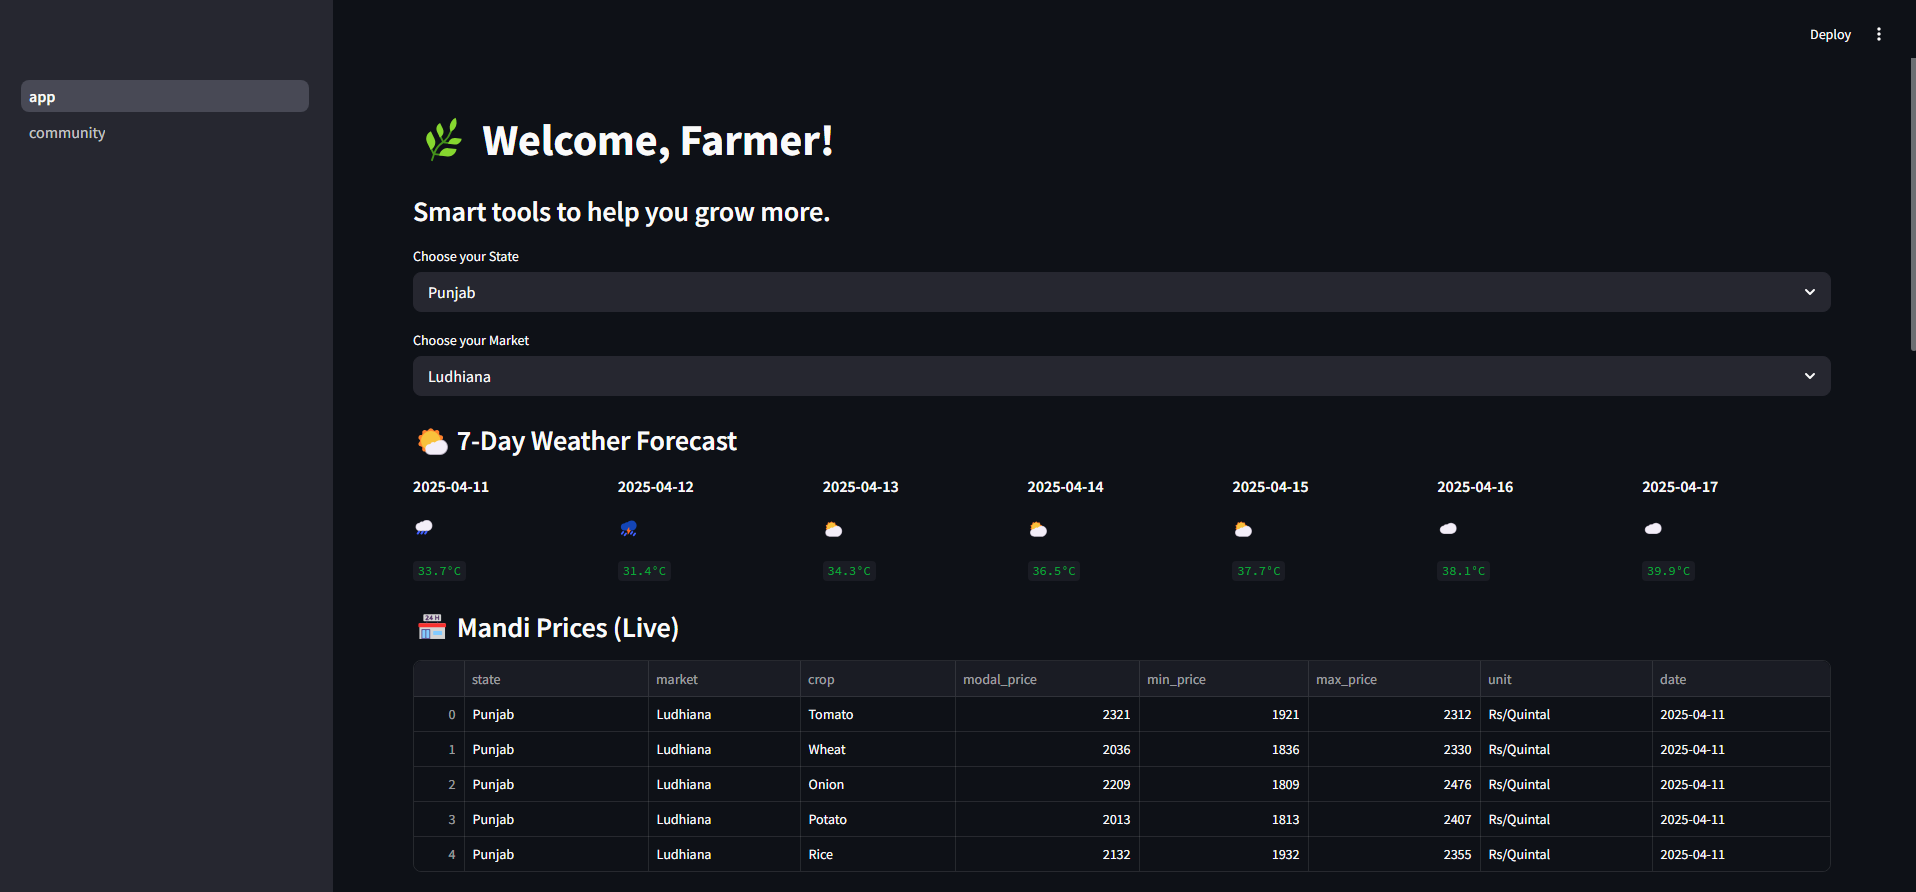 Deploy
app
community
Welcome, Farmer!
Smart tools to help you grow more.
Choose your State
Punjab
Choose your Market
Ludhiana
7-Day Weather Forecast
2025-04-11 2025-04-12 2025-04-13 2025-04-14 2025-04-15 2025-04-16 2025-04-17
33.7°C 31.4°C 34.3°C 36.5°C 37.7°C 38.1°C 39.9°C
24 H
Mandi Prices (Live)
state market crop modal_price min_price max_price unit date
0 Punjab Ludhiana Tomato 2321 1921 2312 Rs/Quintal 2025-04-11
1 Punjab Ludhiana Wheat 2036 1836 2330 Rs/Quintal 2025-04-11
2 Punjab Ludhiana Onion 2209 1809 2476 Rs/Quintal 2025-04-11
3 Punjab Ludhiana Potato 2013 1813 2407 Rs/Quintal 2025-04-11
4 Punjab Ludhiana Rice 2132 1932 2355 Rs/Quintal 2025-04-11